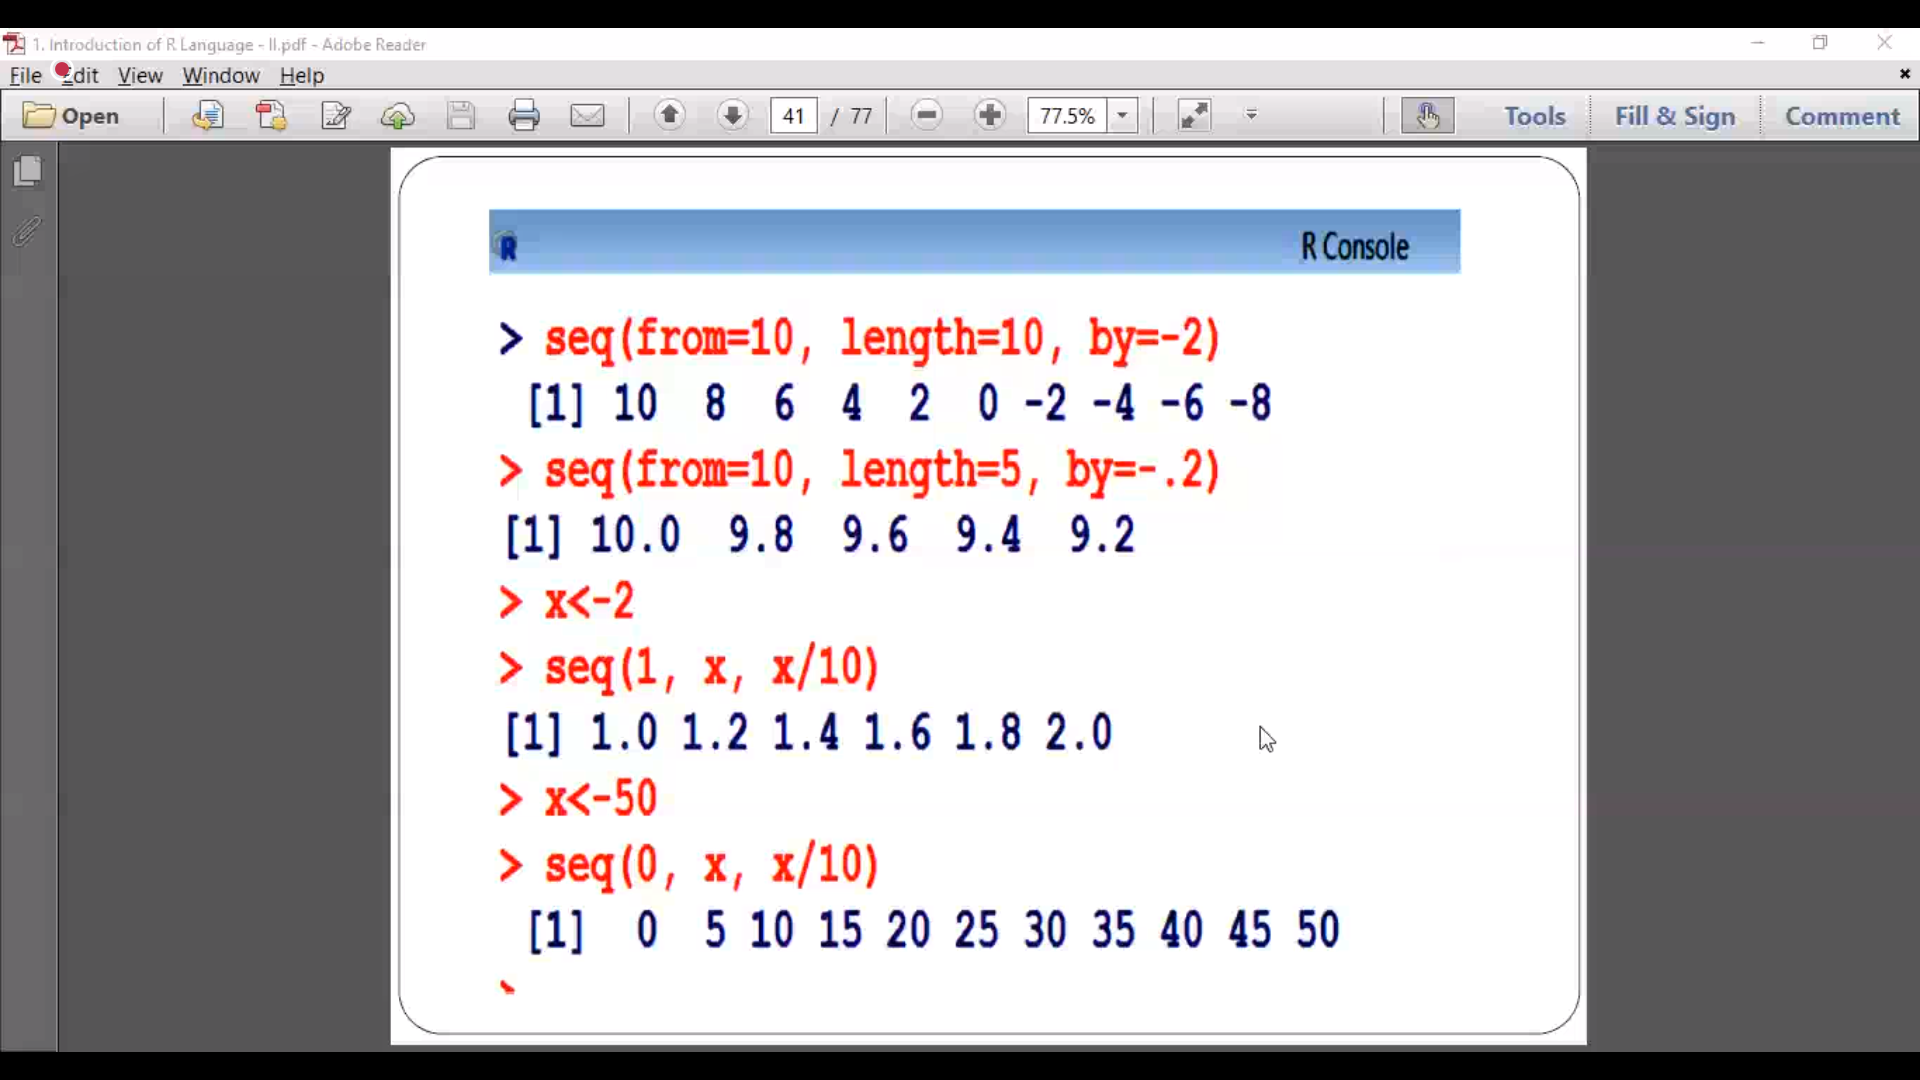 1. Introduction of R Language - II.pdf - Adobe Reader
File Edit View Window Help
Open 41 / 77 77.5% Tools Fill & Sign Comment
R R Console
> seq(from=10, length=10, by=-2)
[1] 10 8 6 4 2 0 -2 -4 -6 -8
> seq(from=10, length=5, by=-.2)
[1] 10.0 9.8 9.6 9.4 9.2
> x<-2
> seq(1, x, x/10)
[1] 1.0 1.2 1.4 1.6 1.8 2.0
> x<-50
> seq(0, x, x/10)
[1] 0 5 10 15 20 25 30 35 40 45 50